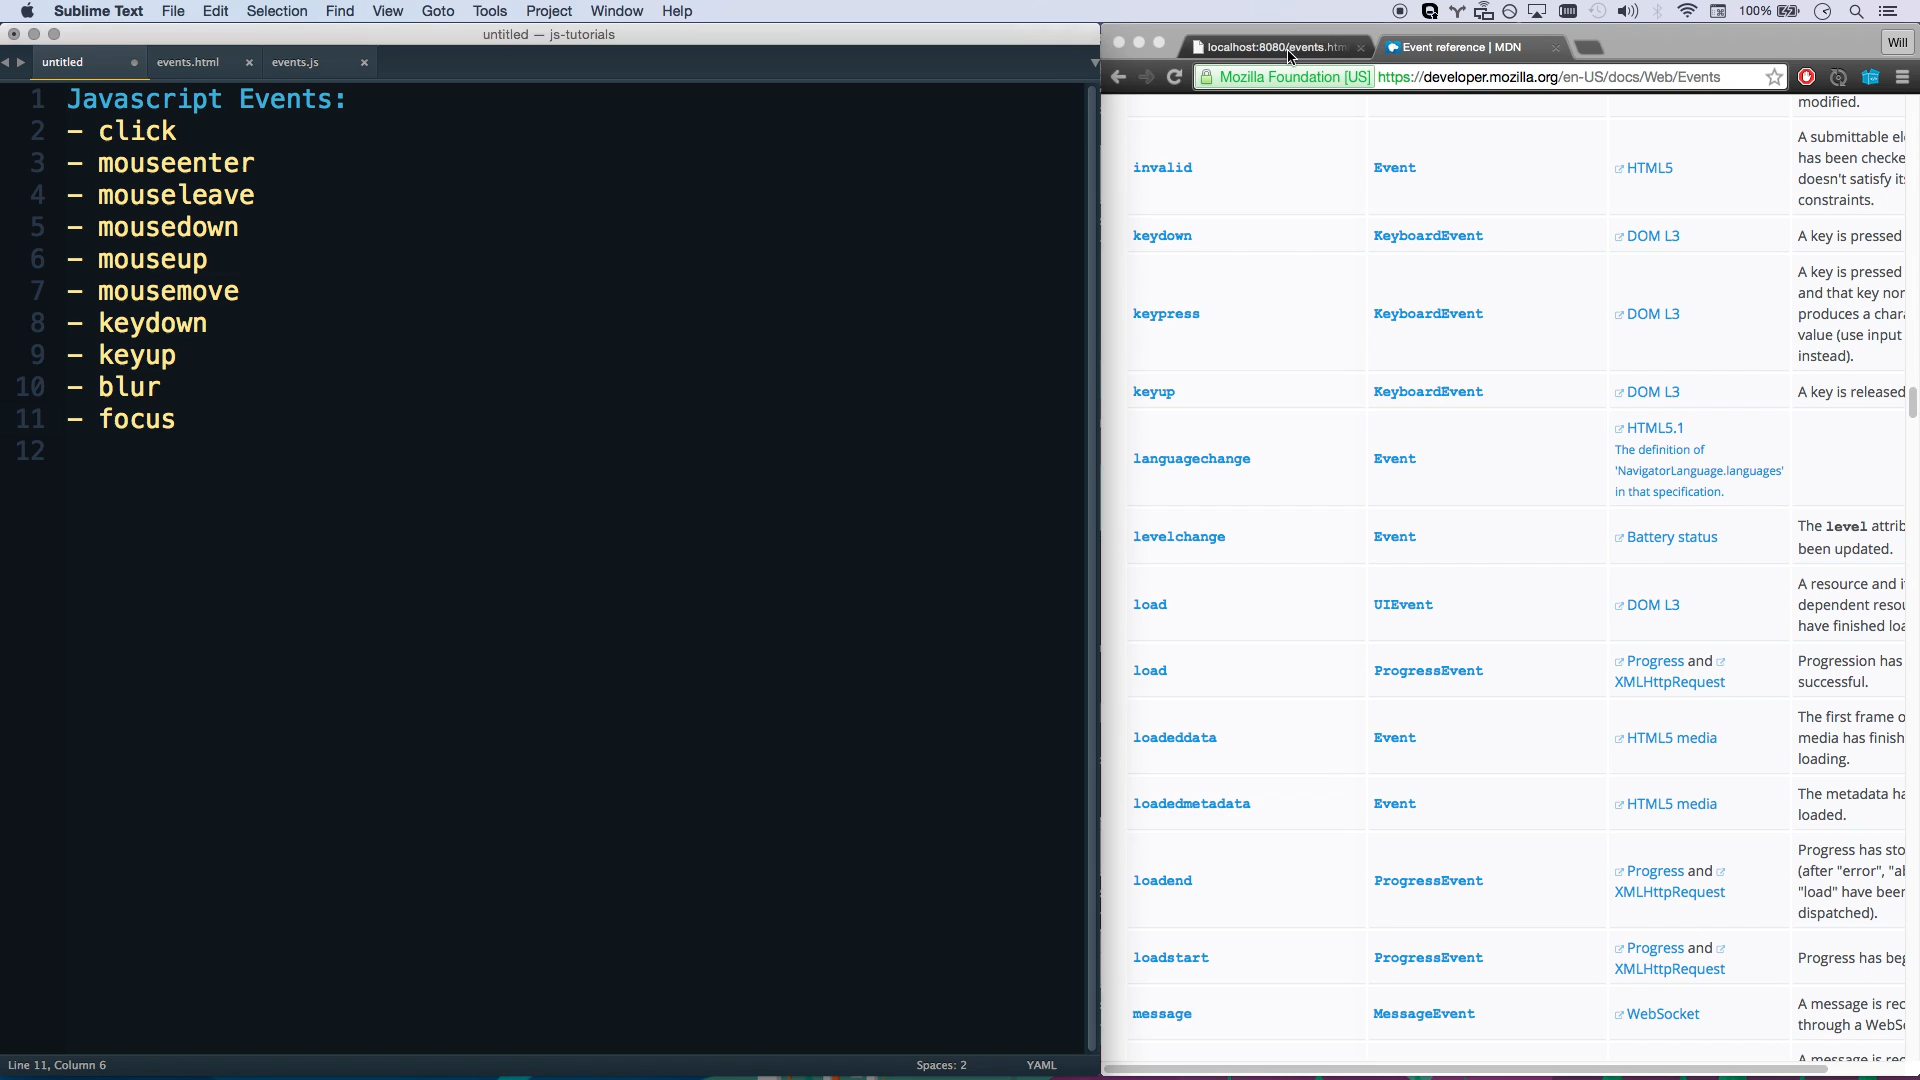 Sublime Text File Edit Selection Find View Goto Tools Project Window Help 100%
untitled — js-tutorials
untitled events.html events.js
1 Javascript Events:
2 - click
3 - mouseenter
4 - mouseleave
5 - mousedown
6 - mouseup
7 - mousemove
8 - keydown
9 - keyup
10 - blur
11 - focus
12
Line 11, Column 6 Spaces: 2 YAML
localhost:8080/events.htm Event reference | MDN Will
Mozilla Foundation [US] https://developer.mozilla.org/en-US/docs/Web/Events
modified.
invalid Event HTML5
A submittable el
has been checke
doesn't satisfy it
constraints.
keydown KeyboardEvent DOM L3 A key is pressed
keypress KeyboardEvent DOM L3
A key is pressed
and that key nor
produces a char
value (use input
instead).
keyup KeyboardEvent DOM L3 A key is released
languagechange Event HTML5.1
The definition of
'NavigatorLanguage.languages'
in that specification.
levelchange Event Battery status
The level attrib
been updated.
load UIEvent DOM L3
A resource and i
dependent resou
have finished loa
load ProgressEvent Progress and
XMLHttpRequest
Progression has
successful.
loadeddata Event HTML5 media
The first frame o
media has finish
loading.
loadedmetadata Event HTML5 media
The metadata ha
loaded.
loadend ProgressEvent Progress and
XMLHttpRequest
Progress has sto
(after "error", "al
"load" have beer
dispatched).
loadstart ProgressEvent Progress and
XMLHttpRequest
Progress has beg
message MessageEvent WebSocket
A message is rec
through a WebSo
A message is rec